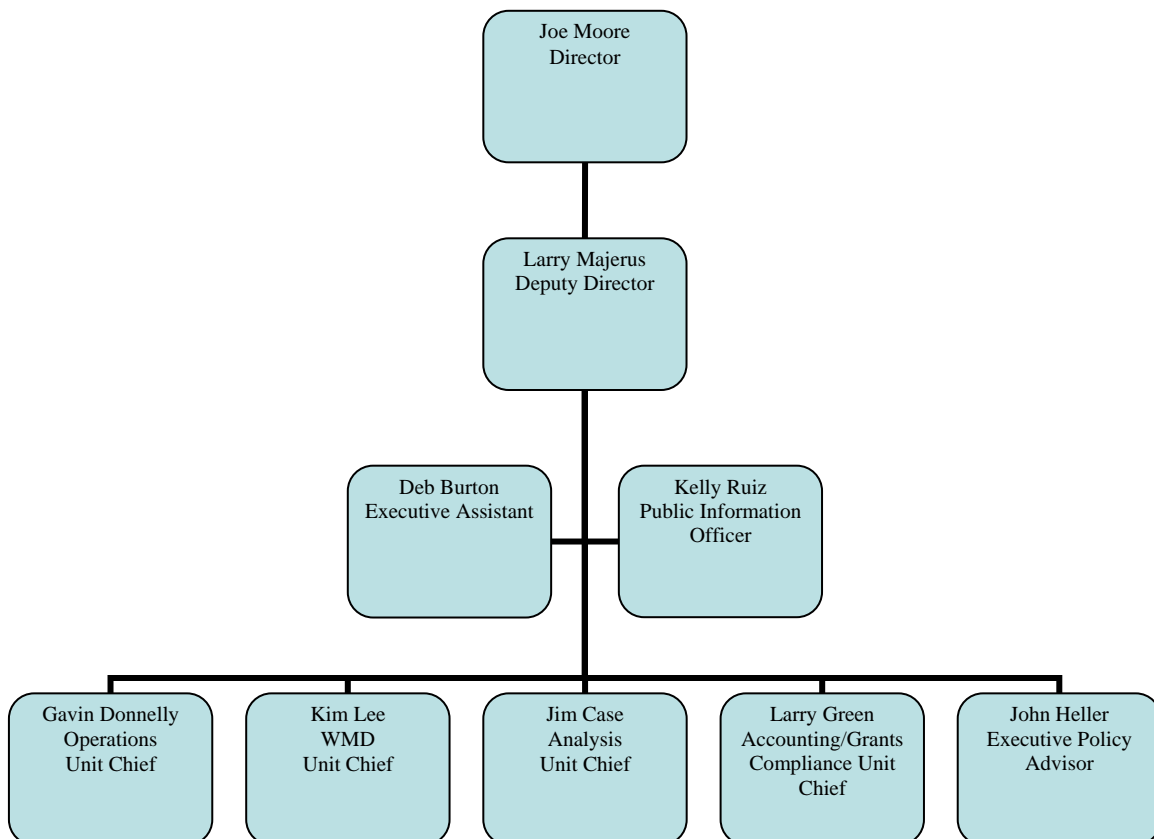 Joe Moore
Director
Larry Majerus
Deputy Director
Deb Burton
Executive Assistant
Kelly Ruiz
Public Information
Officer
Gavin Donnelly
Operations
Unit Chief
Kim Lee
WMD
Unit Chief
Jim Case
Analysis
Unit Chief
Larry Green
Accounting/Grants
Compliance Unit
Chief
John Heller
Executive Policy
Advisor